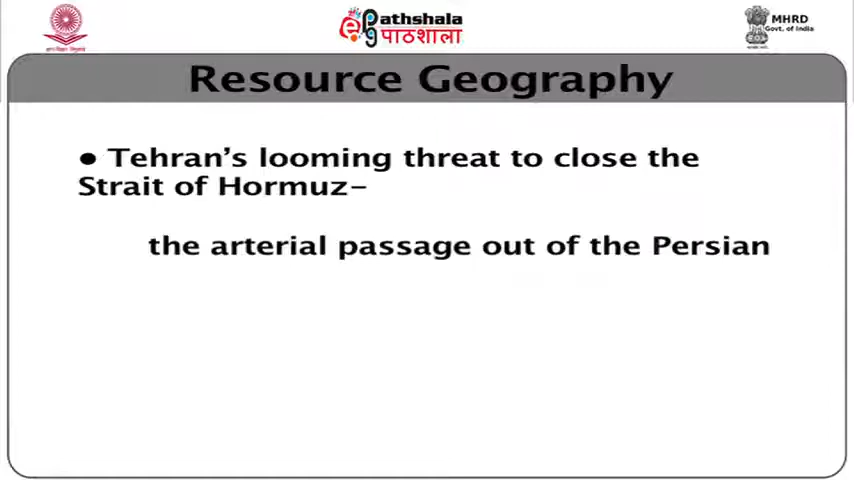 ePathshala
पाठशाला
MHRD
Govt. of India
Resource Geography
● Tehran's looming threat to close the
Strait of Hormuz–
the arterial passage out of the Persian